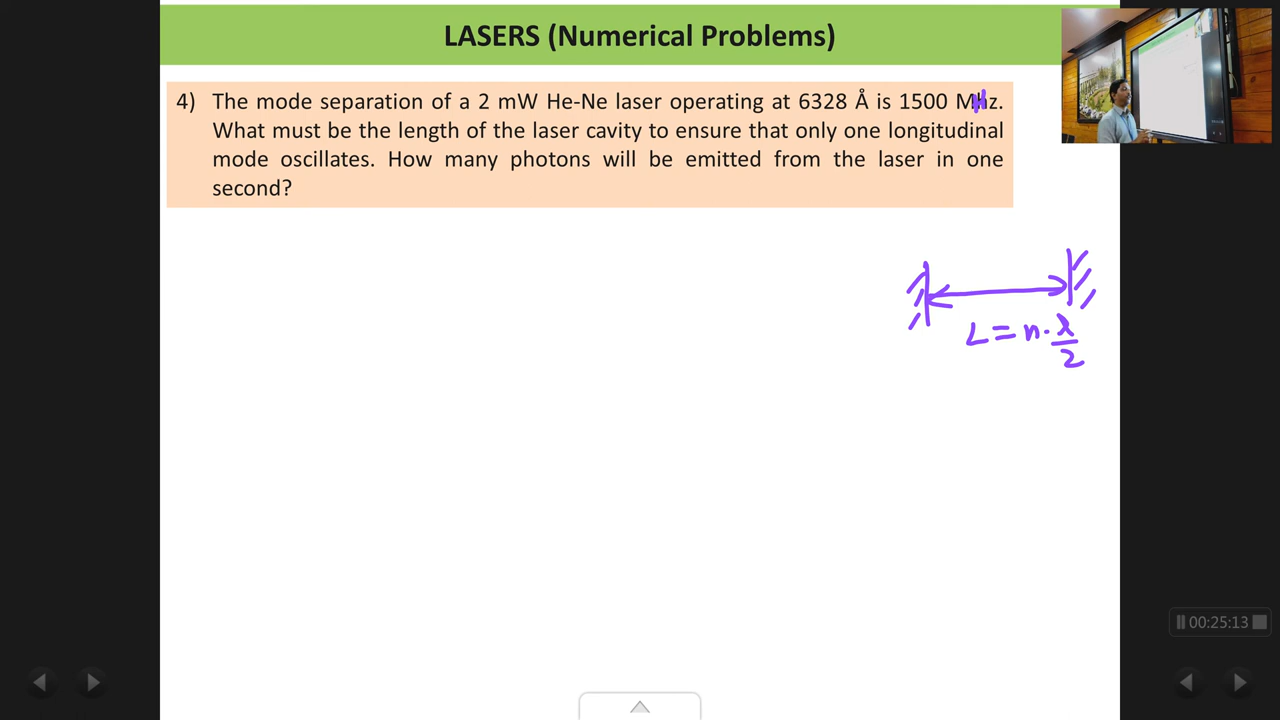 LASERS (Numerical Problems)
4) The mode separation of a 2 mW He-Ne laser operating at 6328 Å is 1500 MHz.
What must be the length of the laser cavity to ensure that only one longitudinal
mode oscillates. How many photons will be emitted from the laser in one
second?
L = n · λ/2
00:25:13